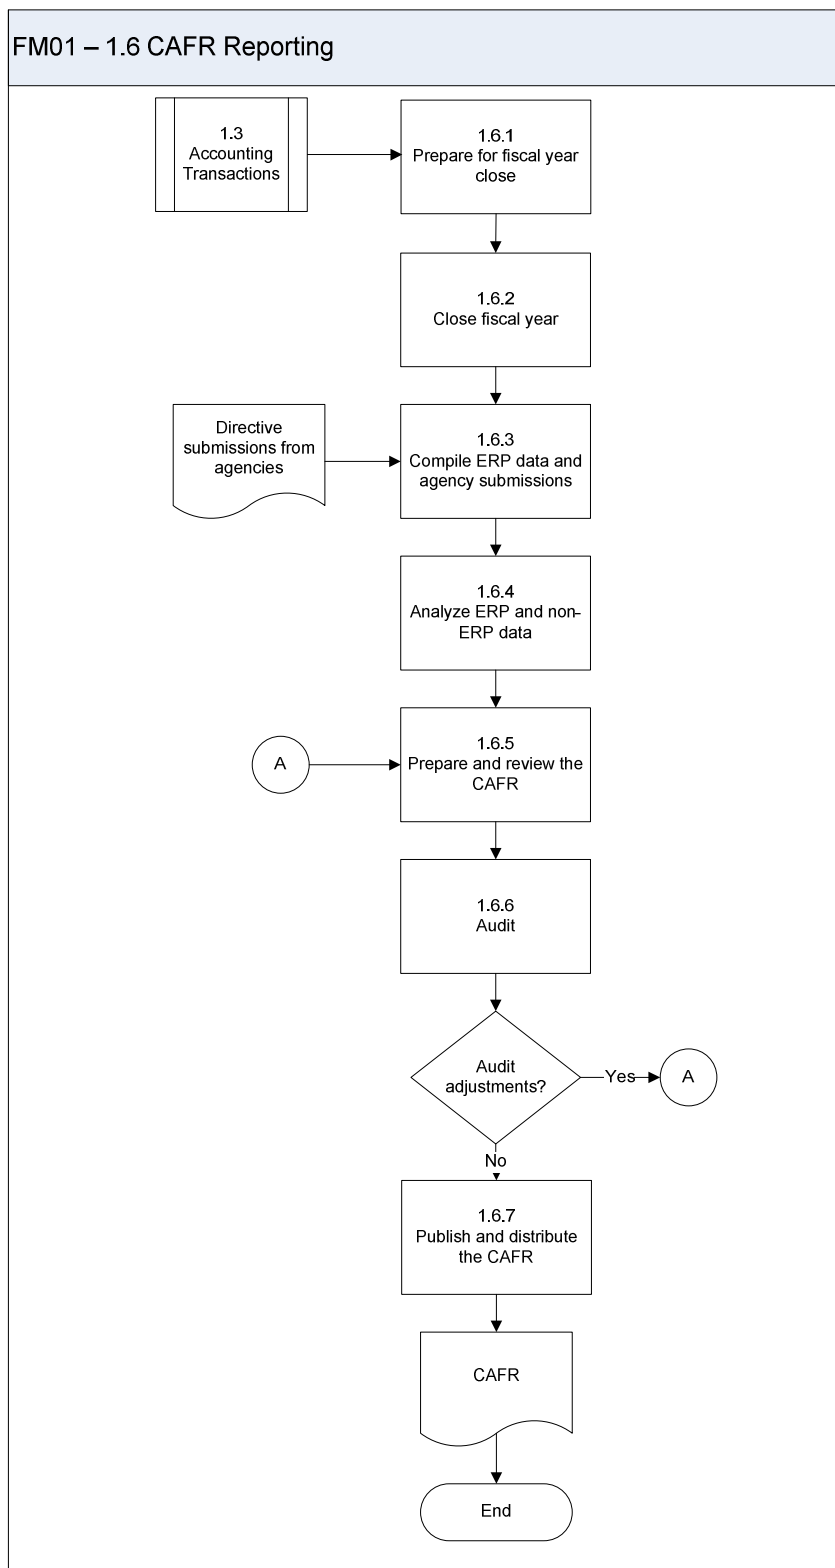 FM01 – 1.6 CAFR Reporting
1.3
Accounting
Transactions
1.6.1
Prepare for fiscal year
close
1.6.2
Close fiscal year
Directive
submissions from
agencies
1.6.3
Compile ERP data and
agency submissions
1.6.4
Analyze ERP and non-
ERP data
A
1.6.5
Prepare and review the
CAFR
1.6.6
Audit
Audit
adjustments?
Yes
A
No
1.6.7
Publish and distribute
the CAFR
CAFR
End